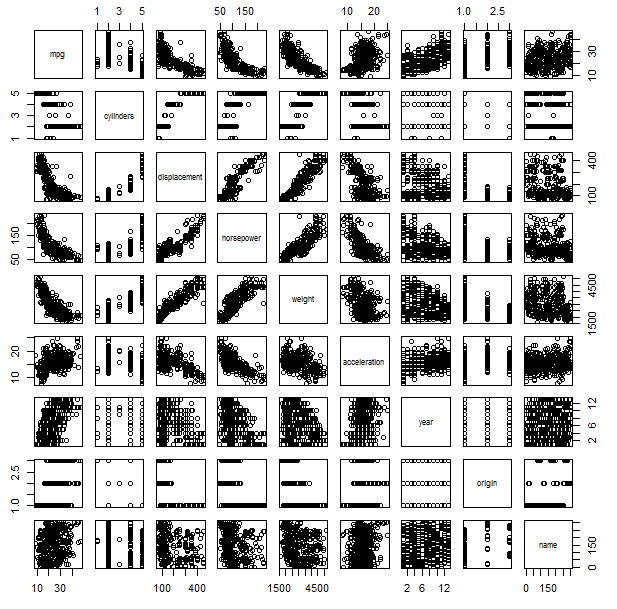 1 3 5 50 150 10 20 1.0 2.5
mpg 10 30
1 3 5 cylinders
displacement 100 400
50 150 horsepower
weight 1500 4500
10 20 acceleration
year 2 6 12
1.0 2.5 origin
name 0 150
10 30 100 400 1500 4500 2 6 12 0 150